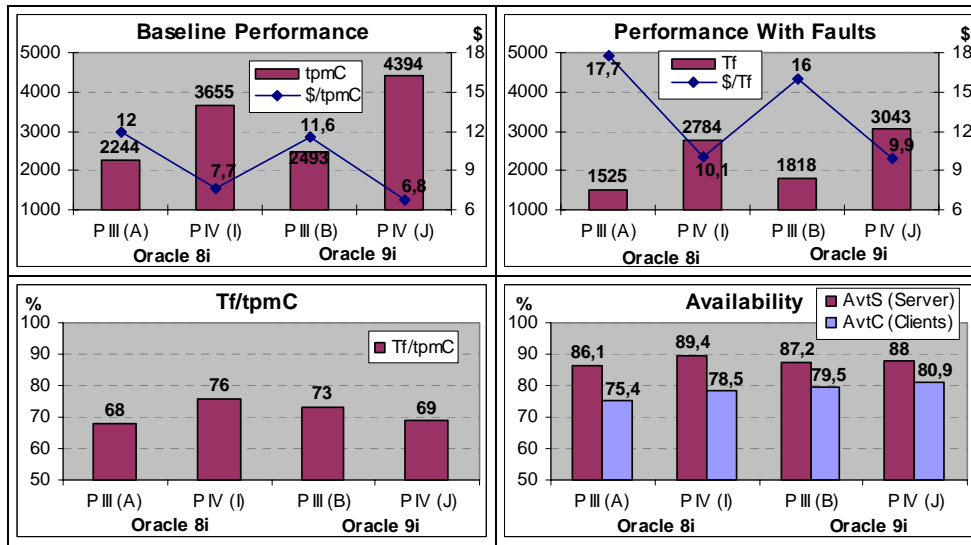 Baseline Performance
$
5000
4000
3000
2000
1000
18
15
12
9
6
tpmC
$/tpmC
12
2244
3655
7,7
11,6
2493
4394
6,8
P III (A)
P IV (I)
P III (B)
P IV (J)
Oracle 8i
Oracle 9i
Performance With Faults
$
5000
4000
3000
2000
1000
18
15
12
9
6
Tf
$/Tf
17,7
1525
2784
10,1
16
1818
3043
9,9
P III (A)
P IV (I)
P III (B)
P IV (J)
Oracle 8i
Oracle 9i
Tf/tpmC
%
100
90
80
70
60
50
Tf/tpmC
68
76
73
69
P III (A)
P IV (I)
P III (B)
P IV (J)
Oracle 8i
Oracle 9i
Availability
%
100
90
80
70
60
50
AvtS (Server)
AvtC (Clients)
86,1
75,4
89,4
78,5
87,2
79,5
88
80,9
P III (A)
P IV (I)
P III (B)
P IV (J)
Oracle 8i
Oracle 9i